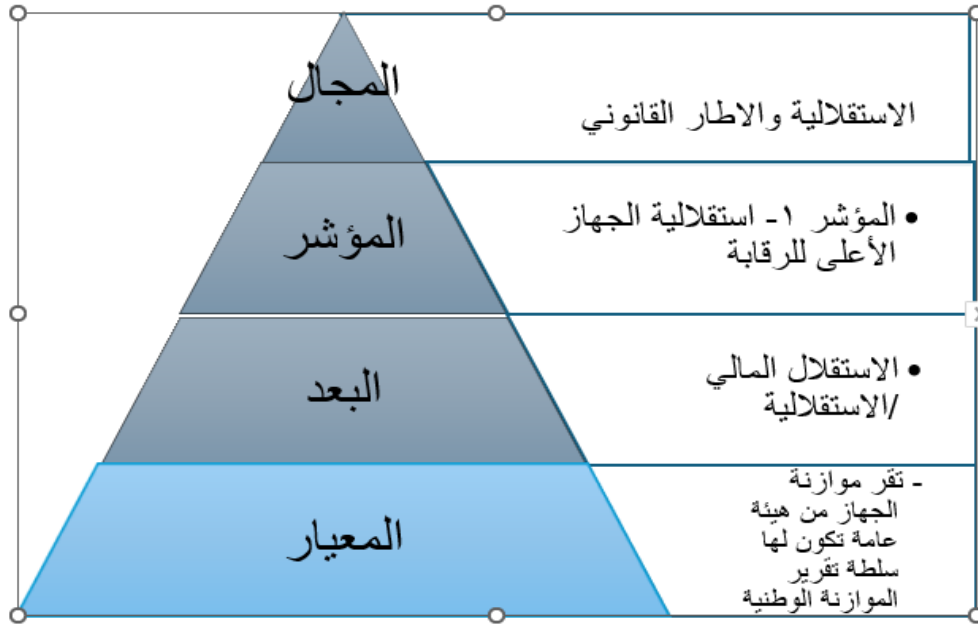 المجال
الاستقلالية والاطار القانوني
المؤشر
• المؤشر ١- استقلالية الجهاز
الأعلى للرقابة
البعد
• الاستقلال المالي
/الاستقلالية
المعيار
- تقر موازنة
الجهاز من هيئة
عامة تكون لها
سلطة تقرير
الموازنة الوطنية